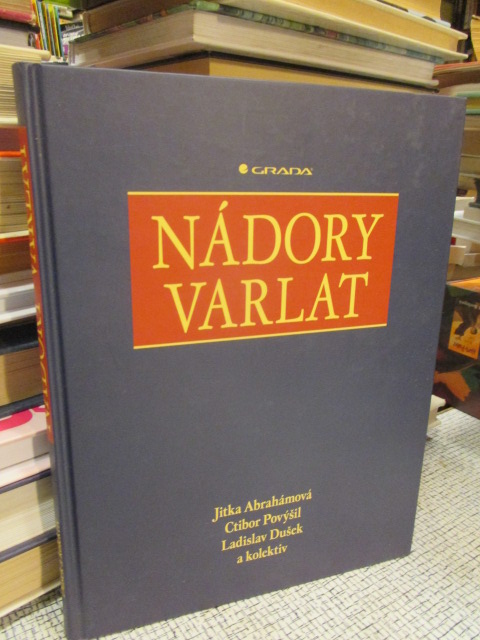 GRADA
NÁDORY
VARLAT
Jitka Abrahámová
Ctibor Povýšil
Ladislav Dušek
a kolektiv